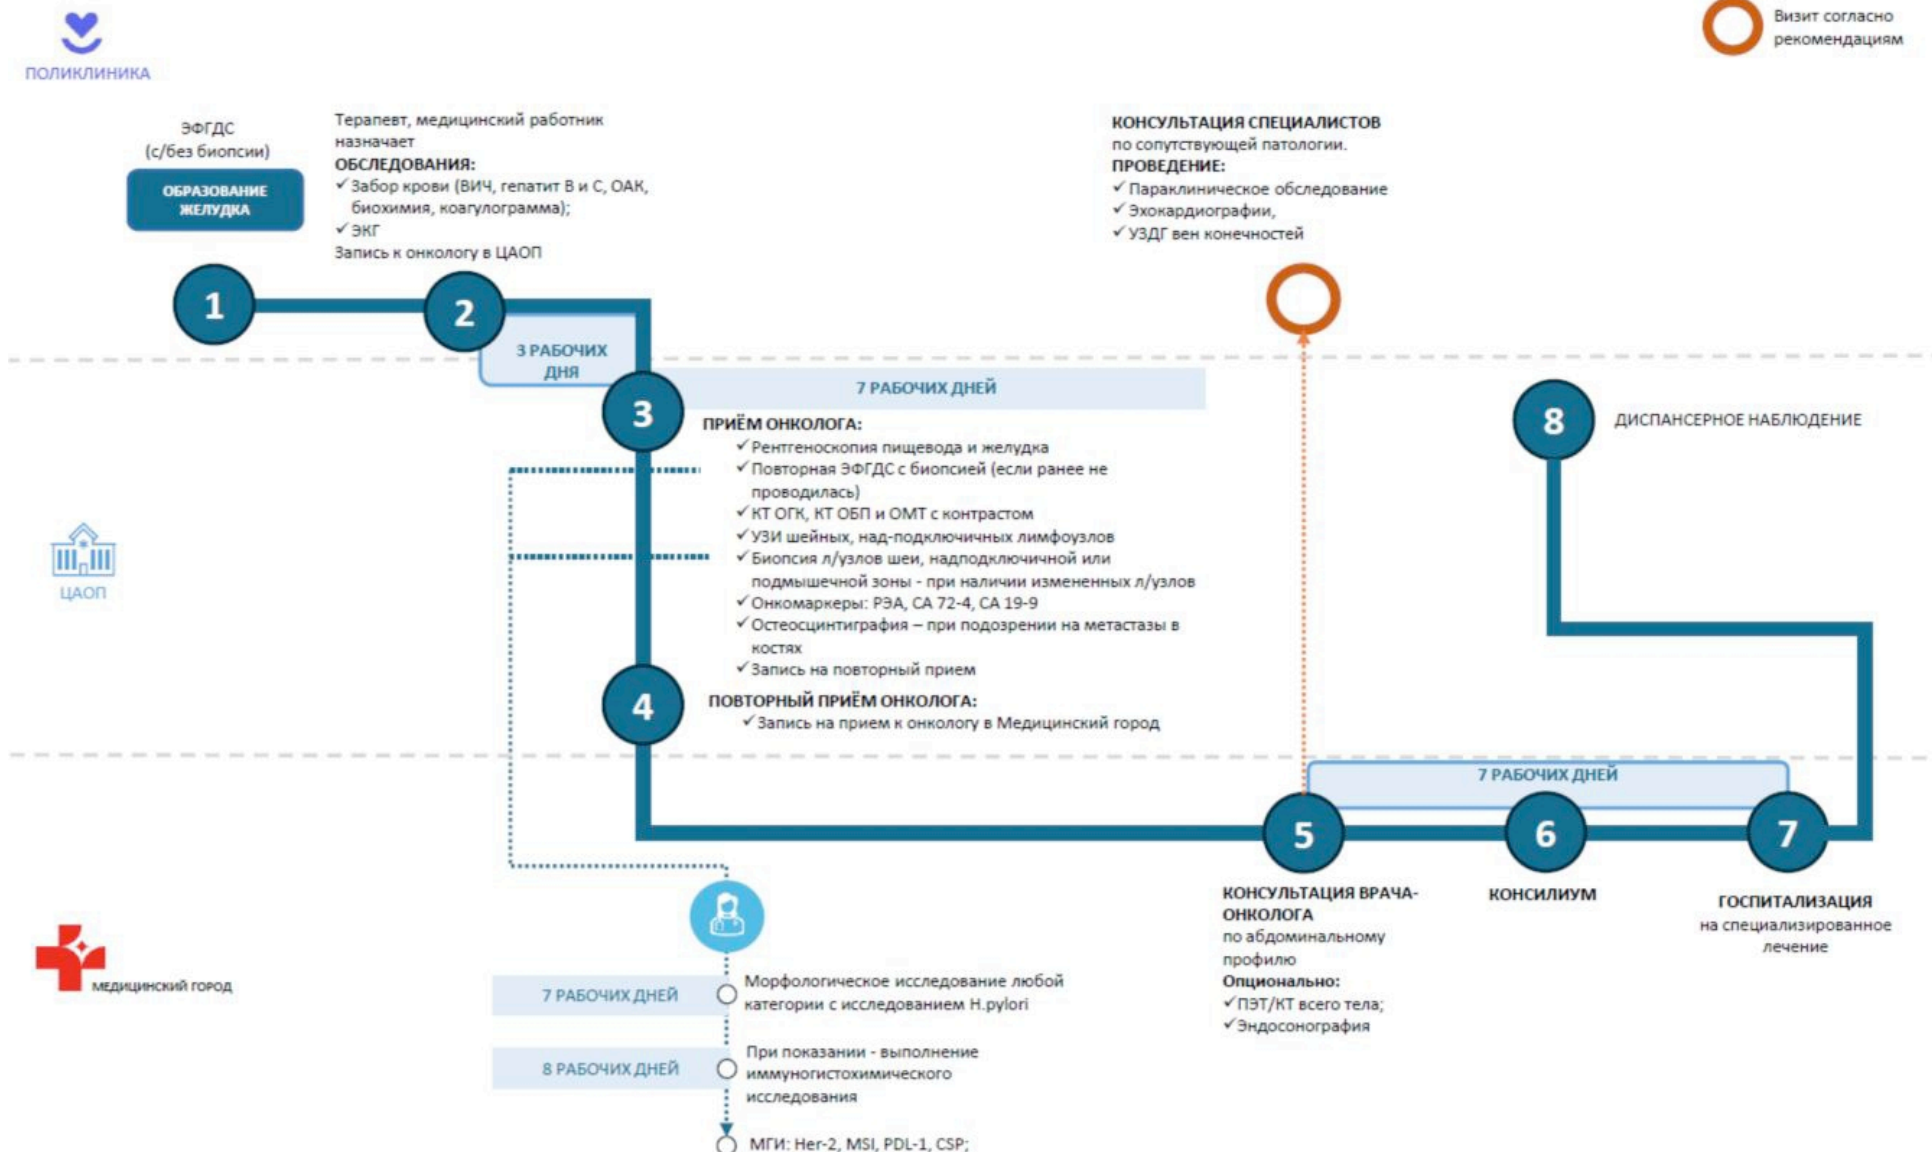 Визит согласно
рекомендациям
ПОЛИКЛИНИКА
ЭФГДС
(с/без биопсии)
ОБРАЗОВАНИЕ
ЖЕЛУДКА
Терапевт, медицинский работник
назначает
ОБСЛЕДОВАНИЯ:
✓ Забор крови (ВИЧ, гепатит В и С, ОАК,
биохимия, коагулограмма);
✓ ЭКГ
Запись к онкологу в ЦАОП
КОНСУЛЬТАЦИЯ СПЕЦИАЛИСТОВ
по сопутствующей патологии.
ПРОВЕДЕНИЕ:
✓ Параклиническое обследование
✓ Эхокардиографии,
✓ УЗДГ вен конечностей
1
2
3 РАБОЧИХ
ДНЯ
3
7 РАБОЧИХ ДНЕЙ
ПРИЁМ ОНКОЛОГА:
✓ Рентгеноскопия пищевода и желудка
✓ Повторная ЭФГДС с биопсией (если ранее не
проводилась)
✓ КТ ОГК, КТ ОБП и ОМТ с контрастом
✓ УЗИ шейных, над-подключичных лимфоузлов
✓ Биопсия л/узлов шеи, надподключичной или
подмышечной зоны - при наличии измененных л/узлов
✓ Онкомаркеры: РЭА, СА 72-4, СА 19-9
✓ Остеосцинтиграфия – при подозрении на метастазы в
костях
✓ Запись на повторный прием
8
ДИСПАНСЕРНОЕ НАБЛЮДЕНИЕ
ЦАОП
4
ПОВТОРНЫЙ ПРИЁМ ОНКОЛОГА:
✓ Запись на прием к онкологу в Медицинский город
7 РАБОЧИХ ДНЕЙ
5
6
7
КОНСУЛЬТАЦИЯ ВРАЧА-
ОНКОЛОГА
по абдоминальному
профилю
Опционально:
✓ ПЭТ/КТ всего тела;
✓ Эндосонография
КОНСИЛИУМ
ГОСПИТАЛИЗАЦИЯ
на специализированное
лечение
МЕДИЦИНСКИЙ ГОРОД
7 РАБОЧИХ ДНЕЙ
Морфологическое исследование любой
категории с исследованием H.pylori
8 РАБОЧИХ ДНЕЙ
При показании - выполнение
иммуногистохимического
исследования
МГИ: Her-2, MSI, PDL-1, CSP;